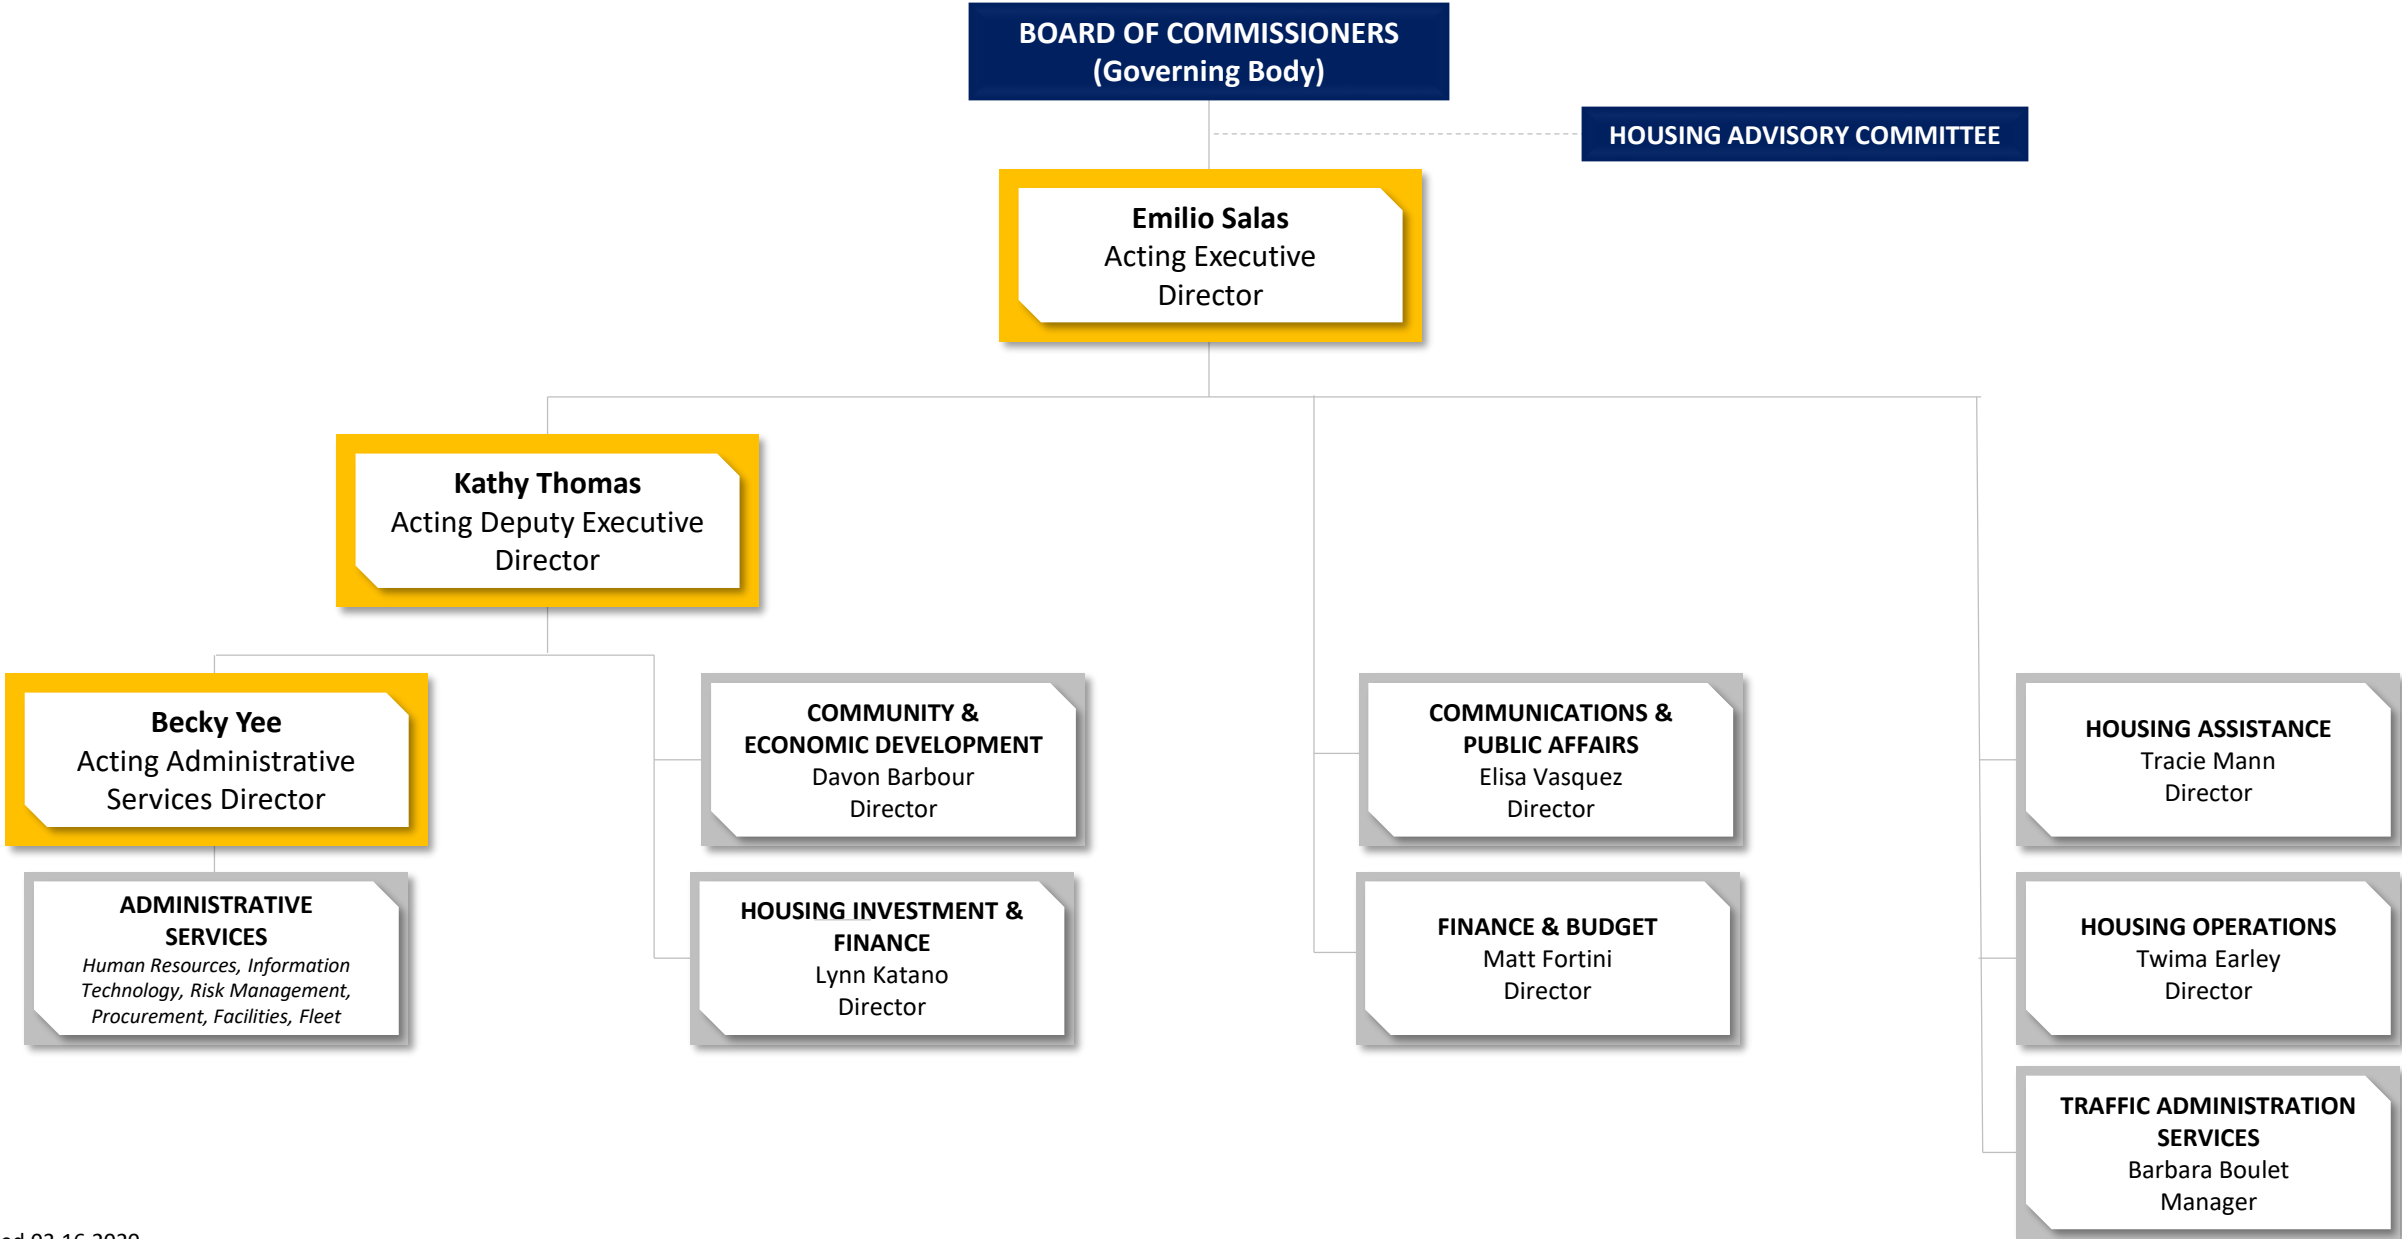 BOARD OF COMMISSIONERS
(Governing Body)
HOUSING ADVISORY COMMITTEE
Emilio Salas
Acting Executive
Director
Kathy Thomas
Acting Deputy Executive
Director
Becky Yee
Acting Administrative
Services Director
ADMINISTRATIVE
SERVICES
Human Resources, Information
Technology, Risk Management,
Procurement, Facilities, Fleet
COMMUNITY &
ECONOMIC DEVELOPMENT
Davon Barbour
Director
HOUSING INVESTMENT &
FINANCE
Lynn Katano
Director
COMMUNICATIONS &
PUBLIC AFFAIRS
Elisa Vasquez
Director
FINANCE & BUDGET
Matt Fortini
Director
HOUSING ASSISTANCE
Tracie Mann
Director
HOUSING OPERATIONS
Twima Earley
Director
TRAFFIC ADMINISTRATION
SERVICES
Barbara Boulet
Manager